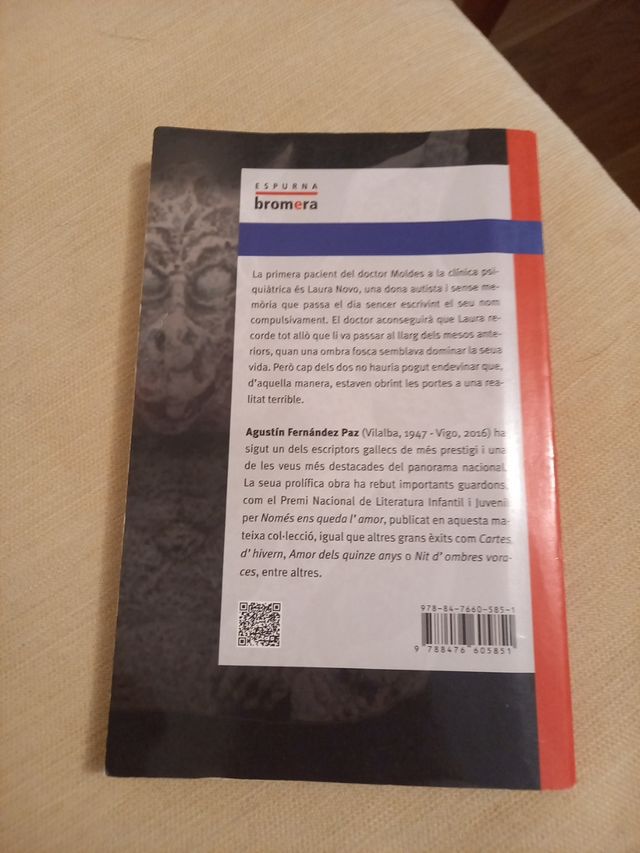 ESPURNA
bromera
La primera pacient del doctor Moldes a la clínica psi-
quiàtrica és Laura Novo, una dona autista i sense me-
mòria que passa el dia sencer escrivint el seu nom
compulsivament. El doctor aconseguirà que Laura re-
corde tot allò que li va passar al llarg dels mesos ante-
riors, quan una ombra fosca semblava dominar la seua
vida. Però cap dels dos no hauria pogut endevinar que,
d'aquella manera, estaven obrint les portes a una rea-
litat terrible.
Agustín Fernández Paz (Vilalba, 1947 - Vigo, 2016) ha
sigut un dels escriptors gallecs de més prestigi i una
de les veus més destacades del panorama nacional.
La seua prolífica obra ha rebut importants guardons,
com el Premi Nacional de Literatura Infantil i Juvenil
per Només ens queda l' amor, publicat en aquesta ma-
teixa col·lecció, igual que altres grans èxits com Cartes
d' hivern, Amor dels quinze anys o Nit d' ombres vora-
ces, entre altres.
978-84-7660-585-1
9 788476 605851